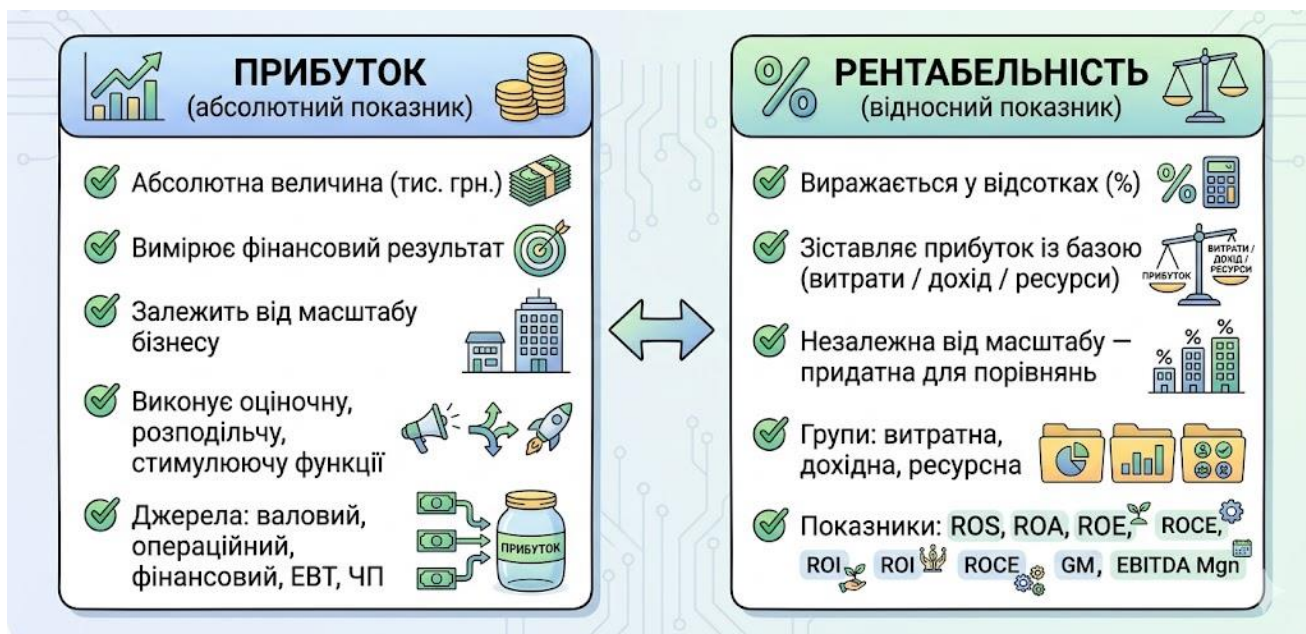 ПРИБУТОК
(абсолютний показник)
Абсолютна величина (тис. грн.)
Вимірює фінансовий результат
Залежить від масштабу
бізнесу
Виконує оціночну,
розподільчу,
стимулюючу функції
Джерела: валовий,
операційний,
фінансовий, ЕВТ, ЧП
ПРИБУТОК
%
РЕНТАБЕЛЬНІСТЬ
(відносний показник)
Виражається у відсотках (%)
%
Зіставляє прибуток із базою
(витрати / дохід / ресурси)
ПРИБУТОК
ВИТРАТИ /
ДОХІД /
РЕСУРСИ
Незалежна від масштабу —
придатна для порівнянь
% % %
Групи: витратна,
дохідна, ресурсна
Показники: ROS, ROA, ROE, ROCE,
ROI ROI ROCE GM, EBITDA Mgn